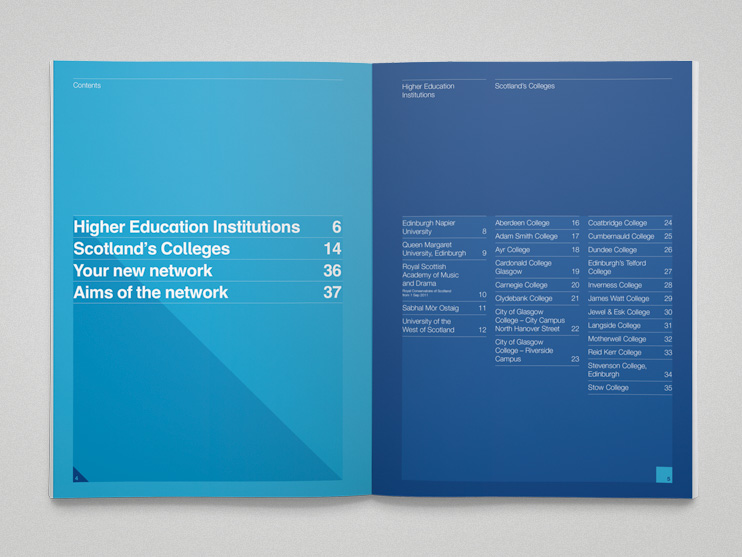 Contents
Higher Education Institutions 6
Scotland's Colleges 14
Your new network 36
Aims of the network 37
4
Higher Education
Institutions
Scotland's Colleges
Edinburgh Napier
University 8
Queen Margaret
University, Edinburgh 9
Royal Scottish
Academy of Music
and Drama
Royal Conservatoire of Scotland
from 1 Sep 2011 10
Sabhal Mòr Ostaig 11
University of the
West of Scotland 12
Aberdeen College 16
Adam Smith College 17
Ayr College 18
Cardonald College
Glasgow 19
Carnegie College 20
Clydebank College 21
City of Glasgow
College – City Campus
North Hanover Street 22
City of Glasgow
College – Riverside
Campus 23
Coatbridge College 24
Cumbernauld College 25
Dundee College 26
Edinburgh's Telford
College 27
Inverness College 28
James Watt College 29
Jewel & Esk College 30
Langside College 31
Motherwell College 32
Reid Kerr College 33
Stevenson College,
Edinburgh 34
Stow College 35
5